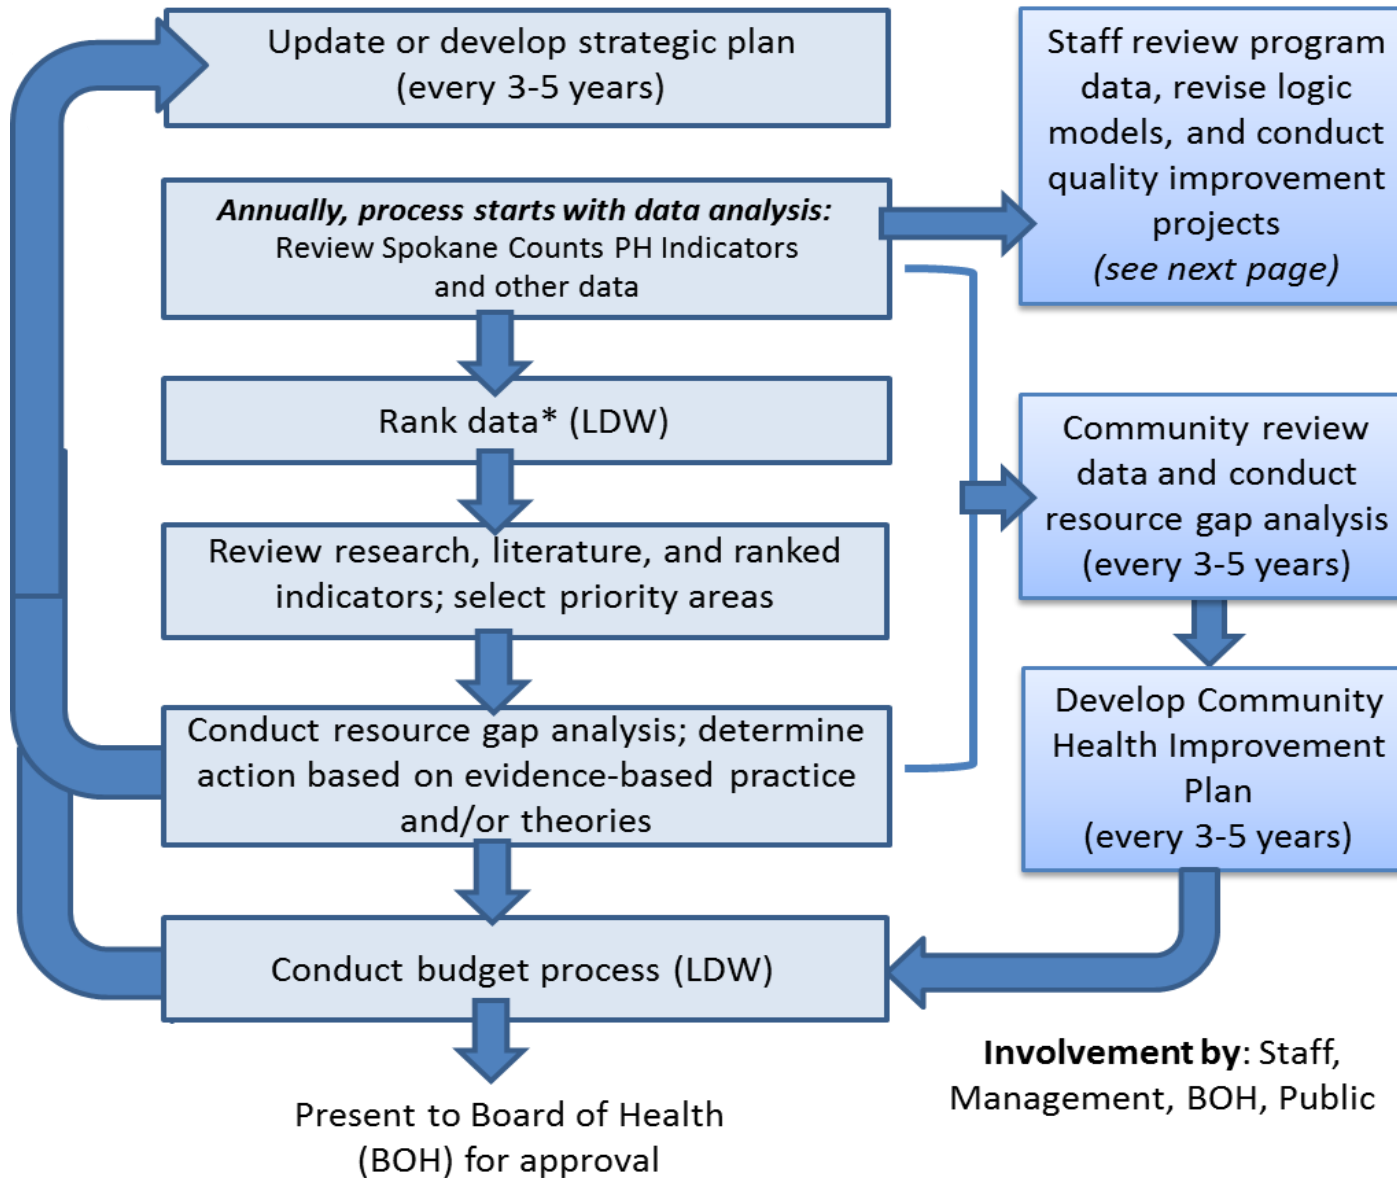 Update or develop strategic plan
(every 3-5 years)
Annually, process starts with data analysis:
Review Spokane Counts PH Indicators
and other data
Rank data* (LDW)
Review research, literature, and ranked
indicators; select priority areas
Conduct resource gap analysis; determine
action based on evidence-based practice
and/or theories
Conduct budget process (LDW)
Present to Board of Health
(BOH) for approval
Staff review program
data, revise logic
models, and conduct
quality improvement
projects
(see next page)
Community review
data and conduct
resource gap analysis
(every 3-5 years)
Develop Community
Health Improvement
Plan
(every 3-5 years)
Involvement by: Staff,
Management, BOH, Public